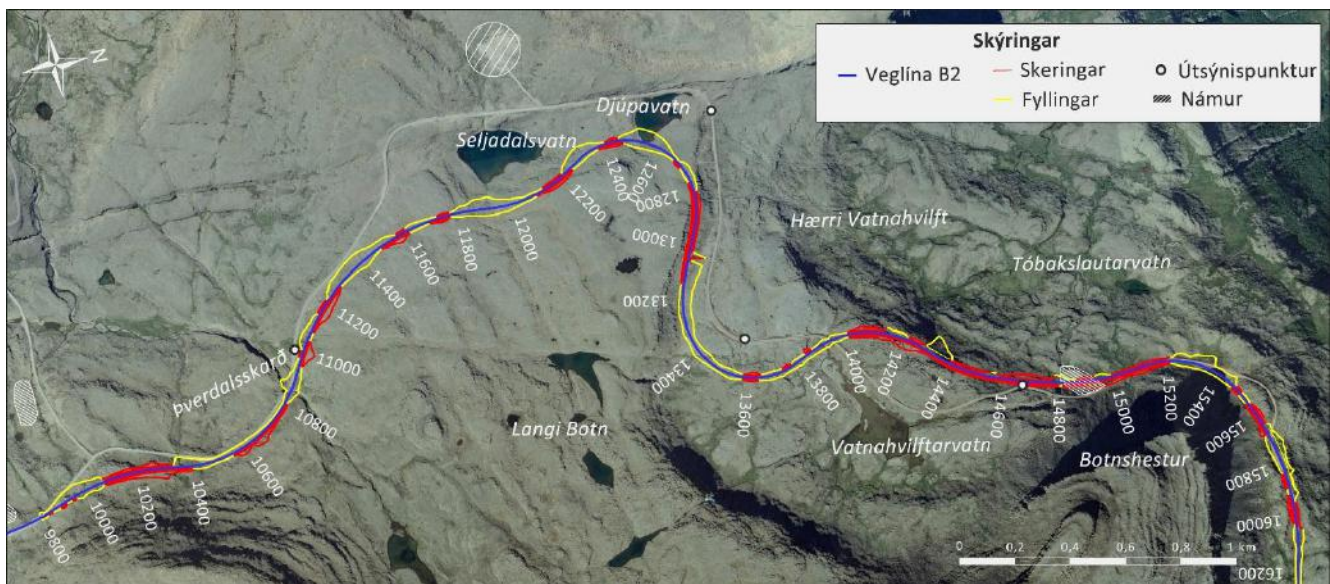 Skýringar
Veglína B2
Skeringar
Útsýnispunktur
Fyllingar
Námur
N
Djúpavatn
Seljadalsvatn
Hærri Vatnahvilft
Tóbakslautarvatn
Þverdalsskarð
Langi Botn
Vatnahvilftarvatn
Botnshestur
9800
10000
10200
10400
10600
10800
11000
11200
11400
11600
11800
12000
12200
12400
12600
12800
13000
13200
13400
13600
13800
14000
14200
14400
14600
14800
15000
15200
15400
15600
15800
16000
16200
0 0,2 0,4 0,6 0,8 1 km